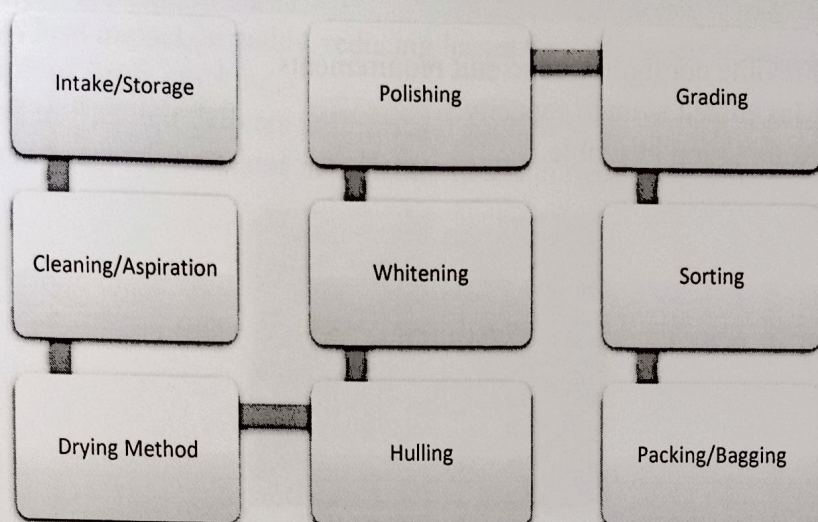 Intake/Storage
Cleaning/Aspiration
Drying Method
Hulling
Whitening
Polishing
Grading
Sorting
Packing/Bagging